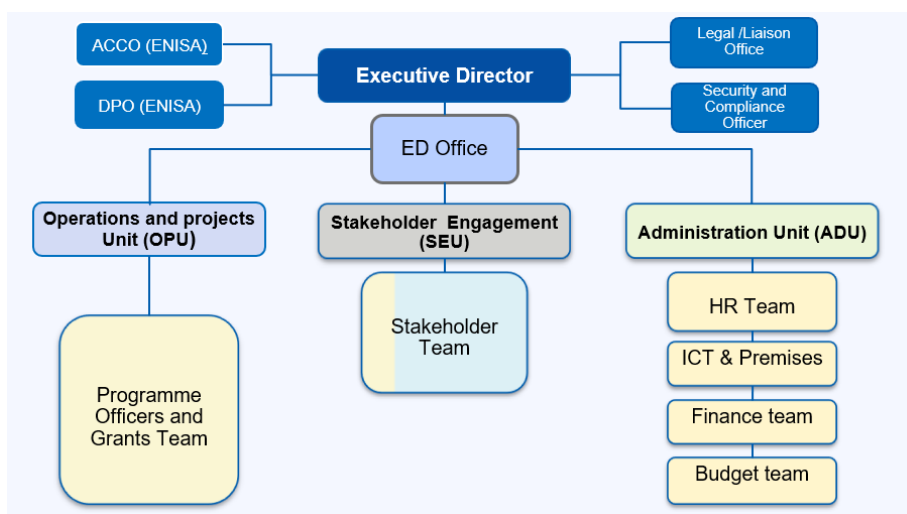 ACCO (ENISA)
DPO (ENISA)
Executive Director
Legal /Liaison
Office
Security and
Compliance
Officer
ED Office
Operations and projects
Unit (OPU)
Stakeholder Engagement
(SEU)
Administration Unit (ADU)
Programme
Officers and
Grants Team
Stakeholder
Team
HR Team
ICT & Premises
Finance team
Budget team